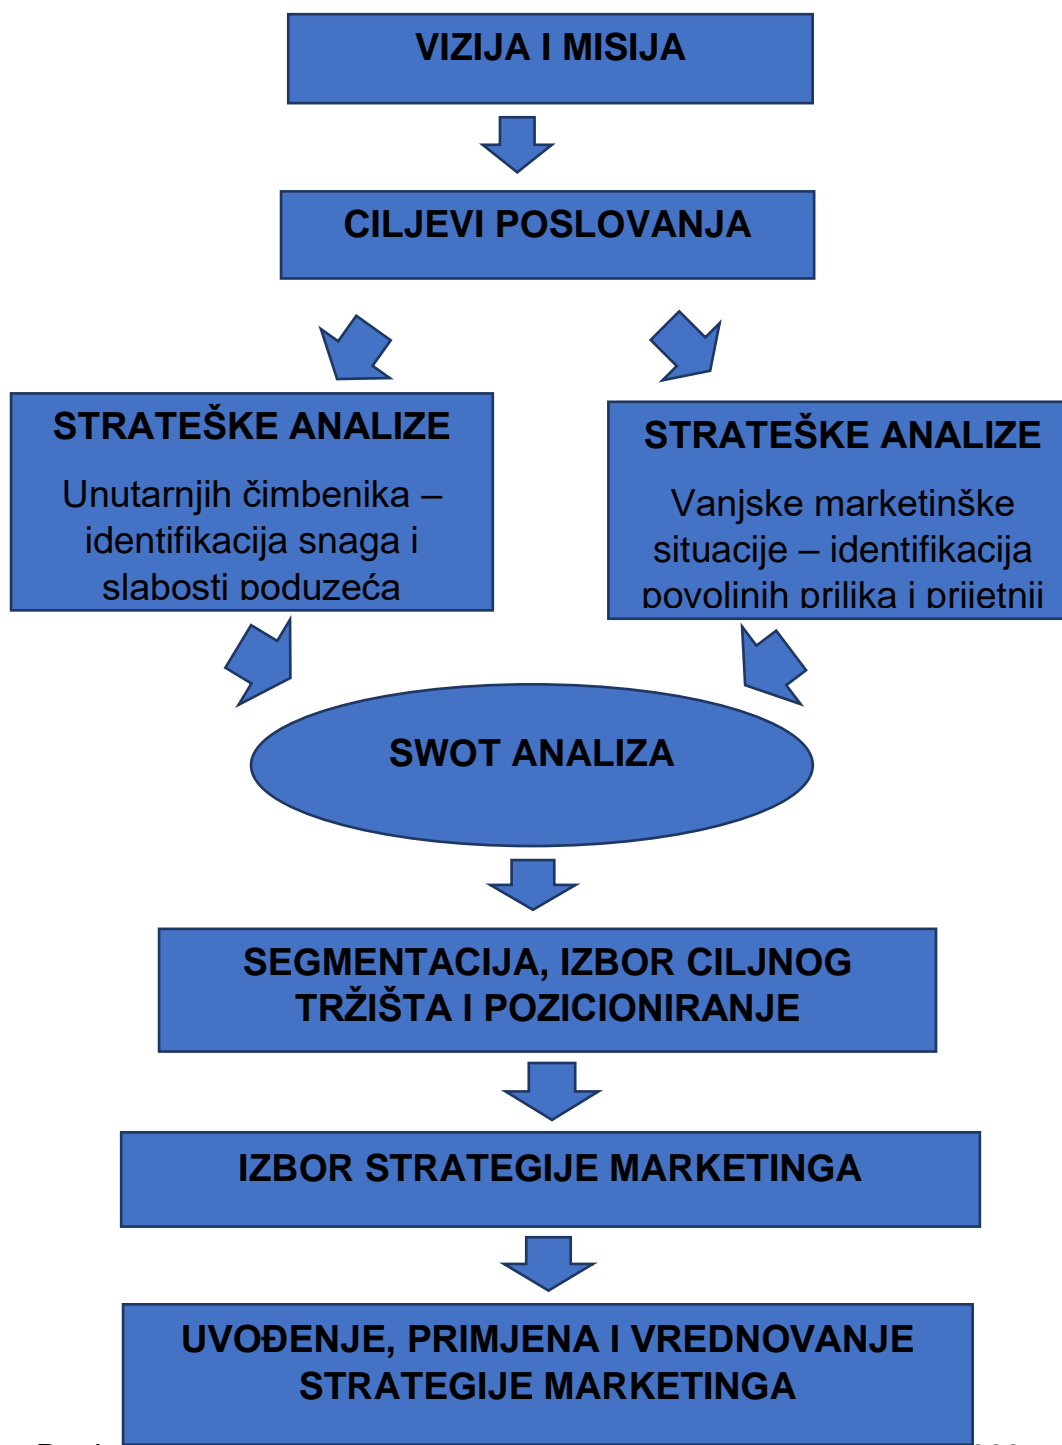 VIZIJA I MISIJA
CILJEVI POSLOVANJA
STRATEŠKE ANALIZE
Unutarnjih čimbenika –
identifikacija snaga i
slabosti poduzeća
STRATEŠKE ANALIZE
Vanjske marketinške
situacije – identifikacija
povoljnih prilika i prijetnji
SWOT ANALIZA
SEGMENTACIJA, IZBOR CILJNOG
TRŽIŠTA I POZICIONIRANJE
IZBOR STRATEGIJE MARKETINGA
UVOĐENJE, PRIMJENA I VREDNOVANJE
STRATEGIJE MARKETINGA